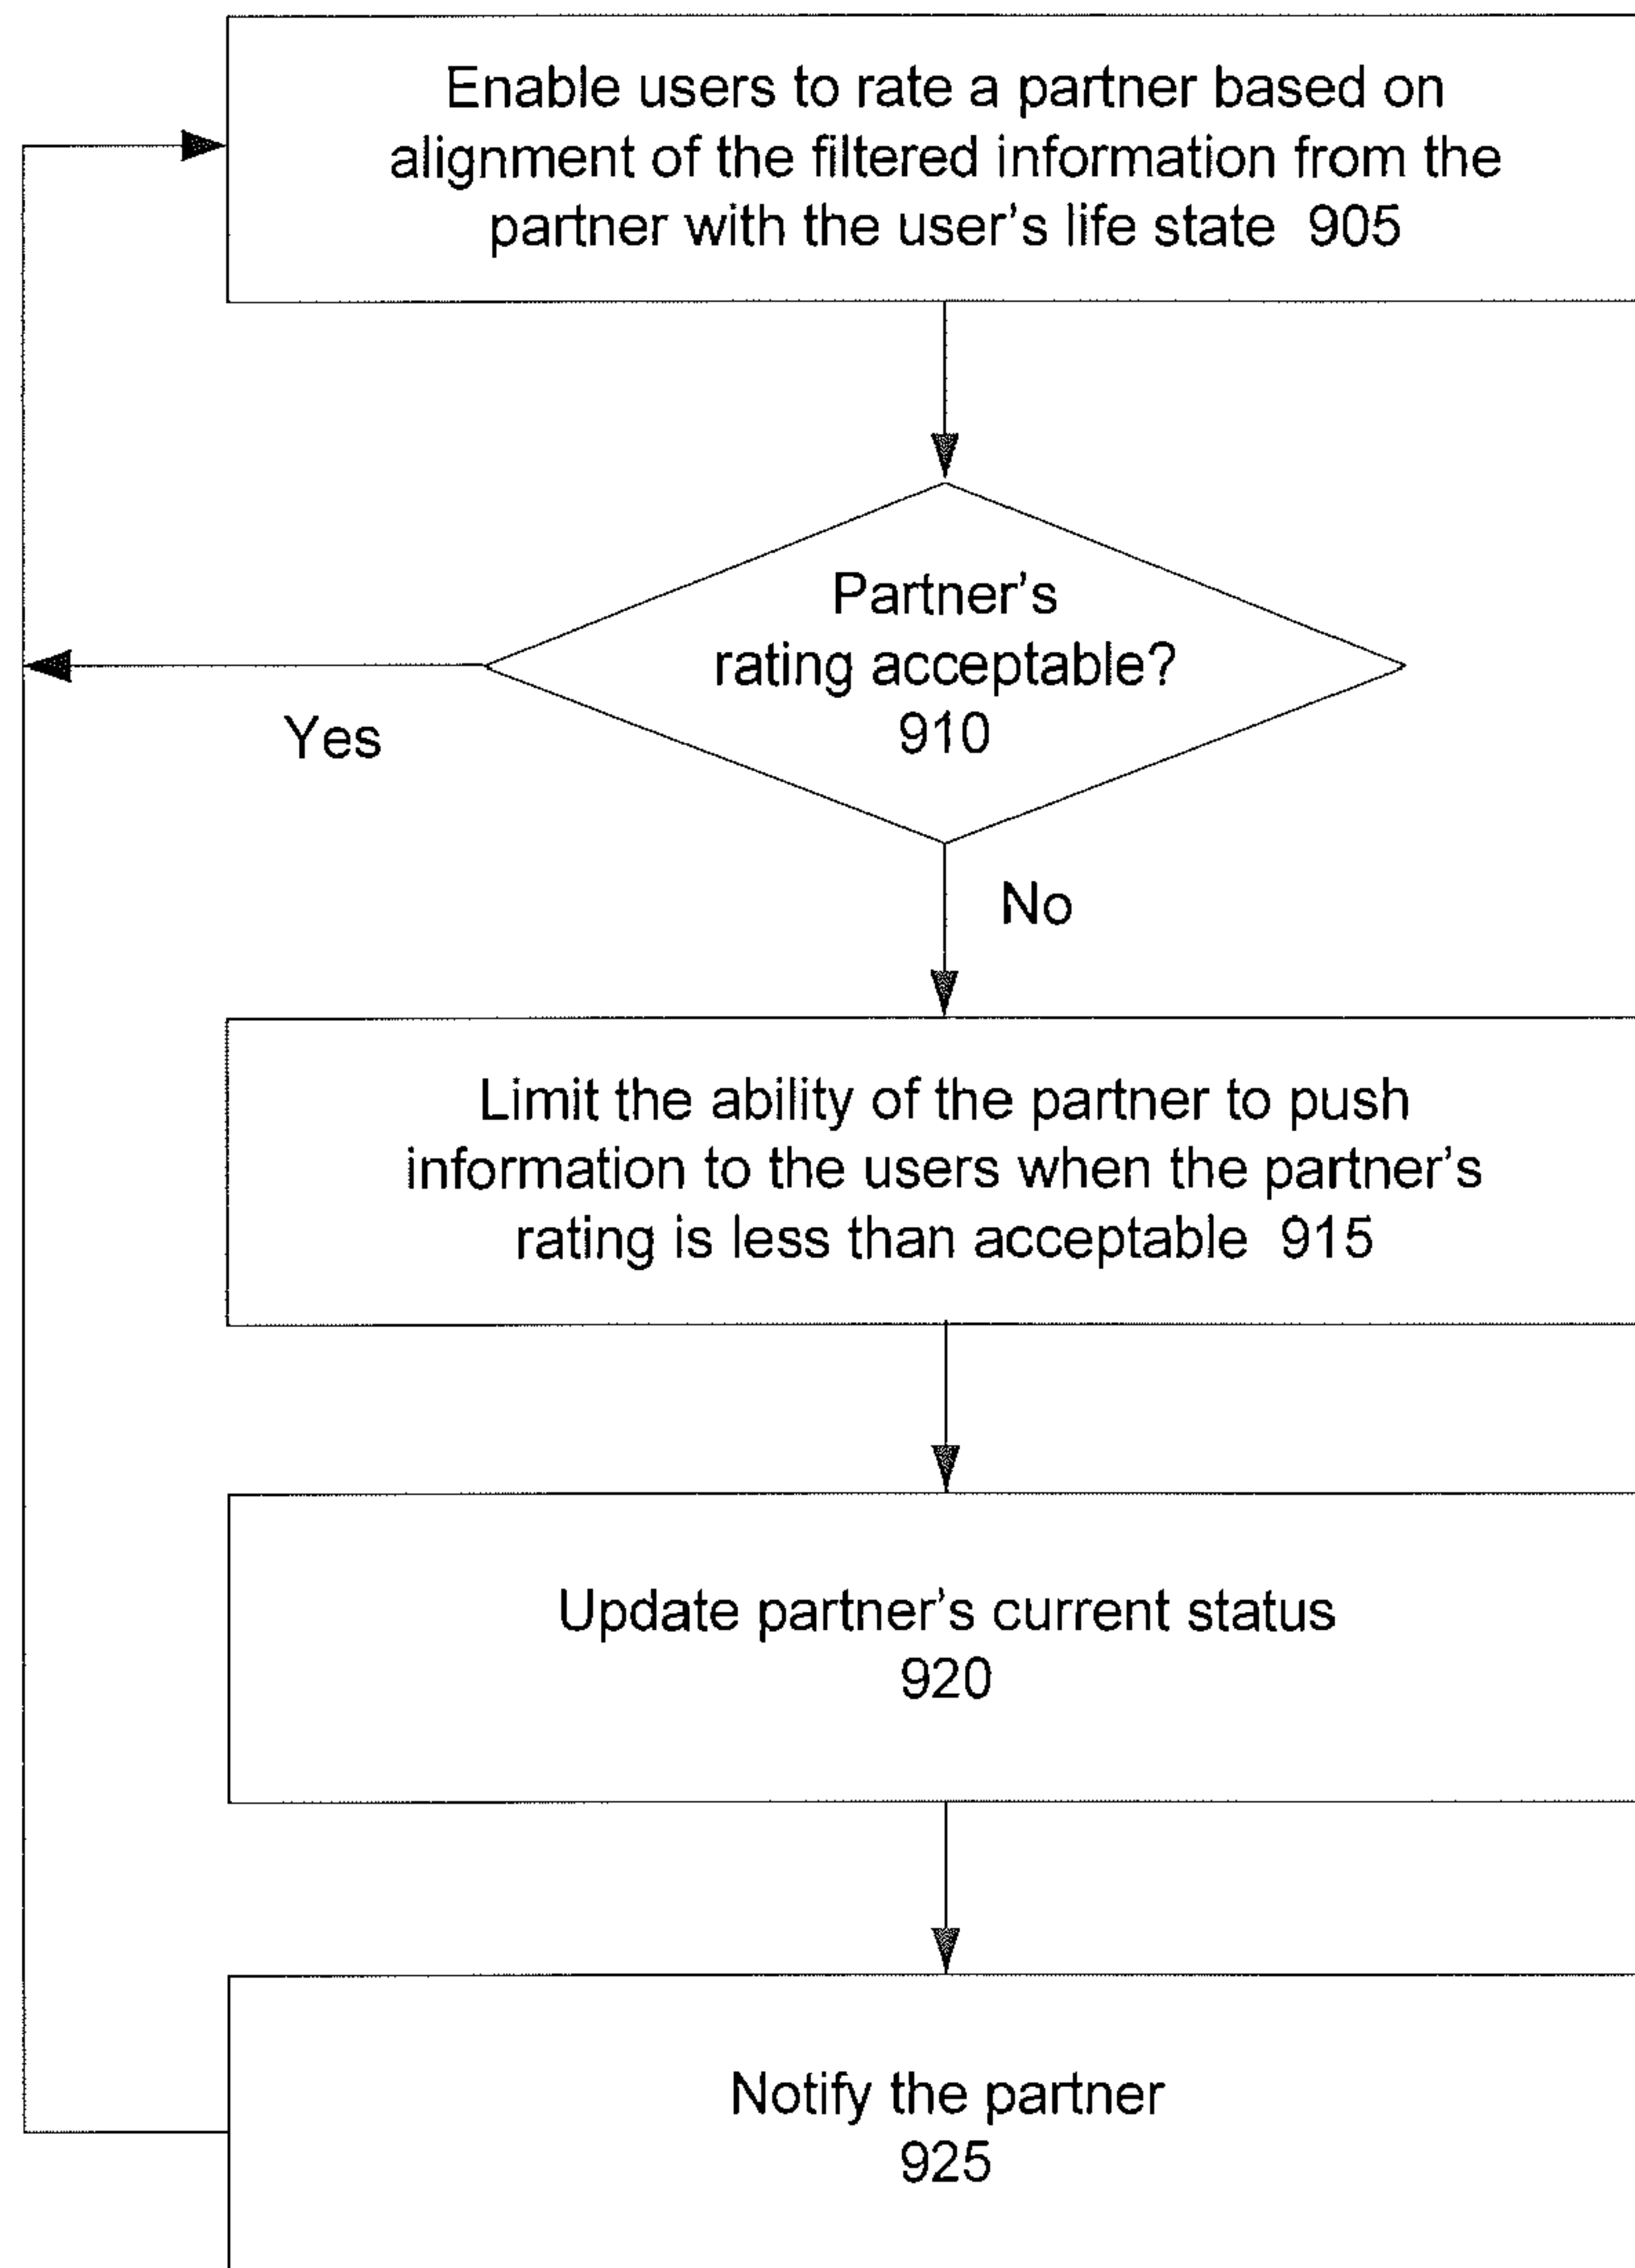 Enable users to rate a partner based on
alignment of the filtered information from the
partner with the user's life state 905
Partner's
rating acceptable?
910
Yes
No
Limit the ability of the partner to push
information to the users when the partner's
rating is less than acceptable 915
Update partner's current status
920
Notify the partner
925